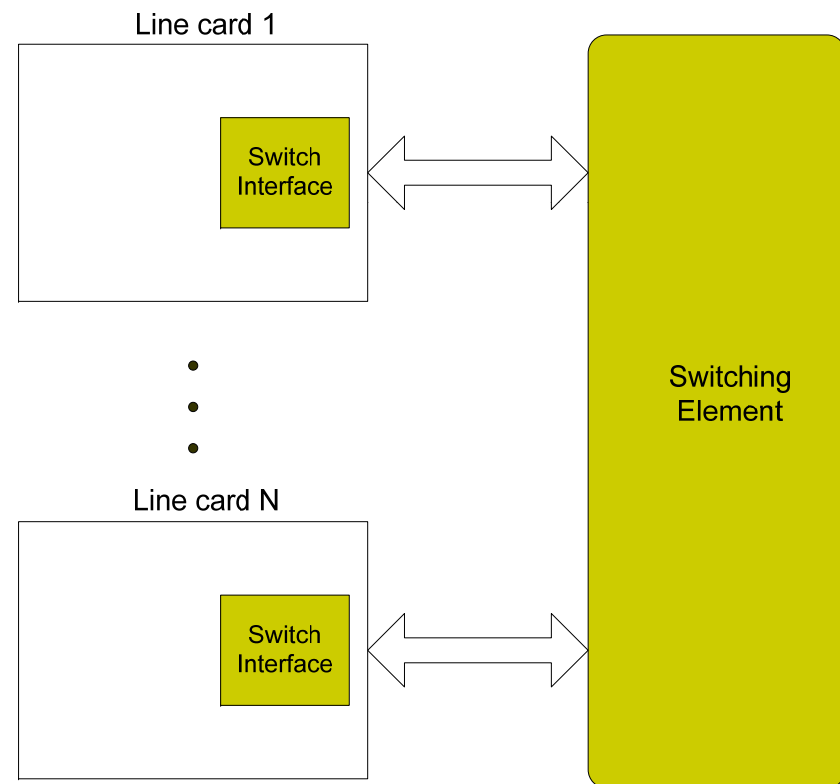 Line card 1
Switch
Interface
Switching
Element
Line card N
Switch
Interface